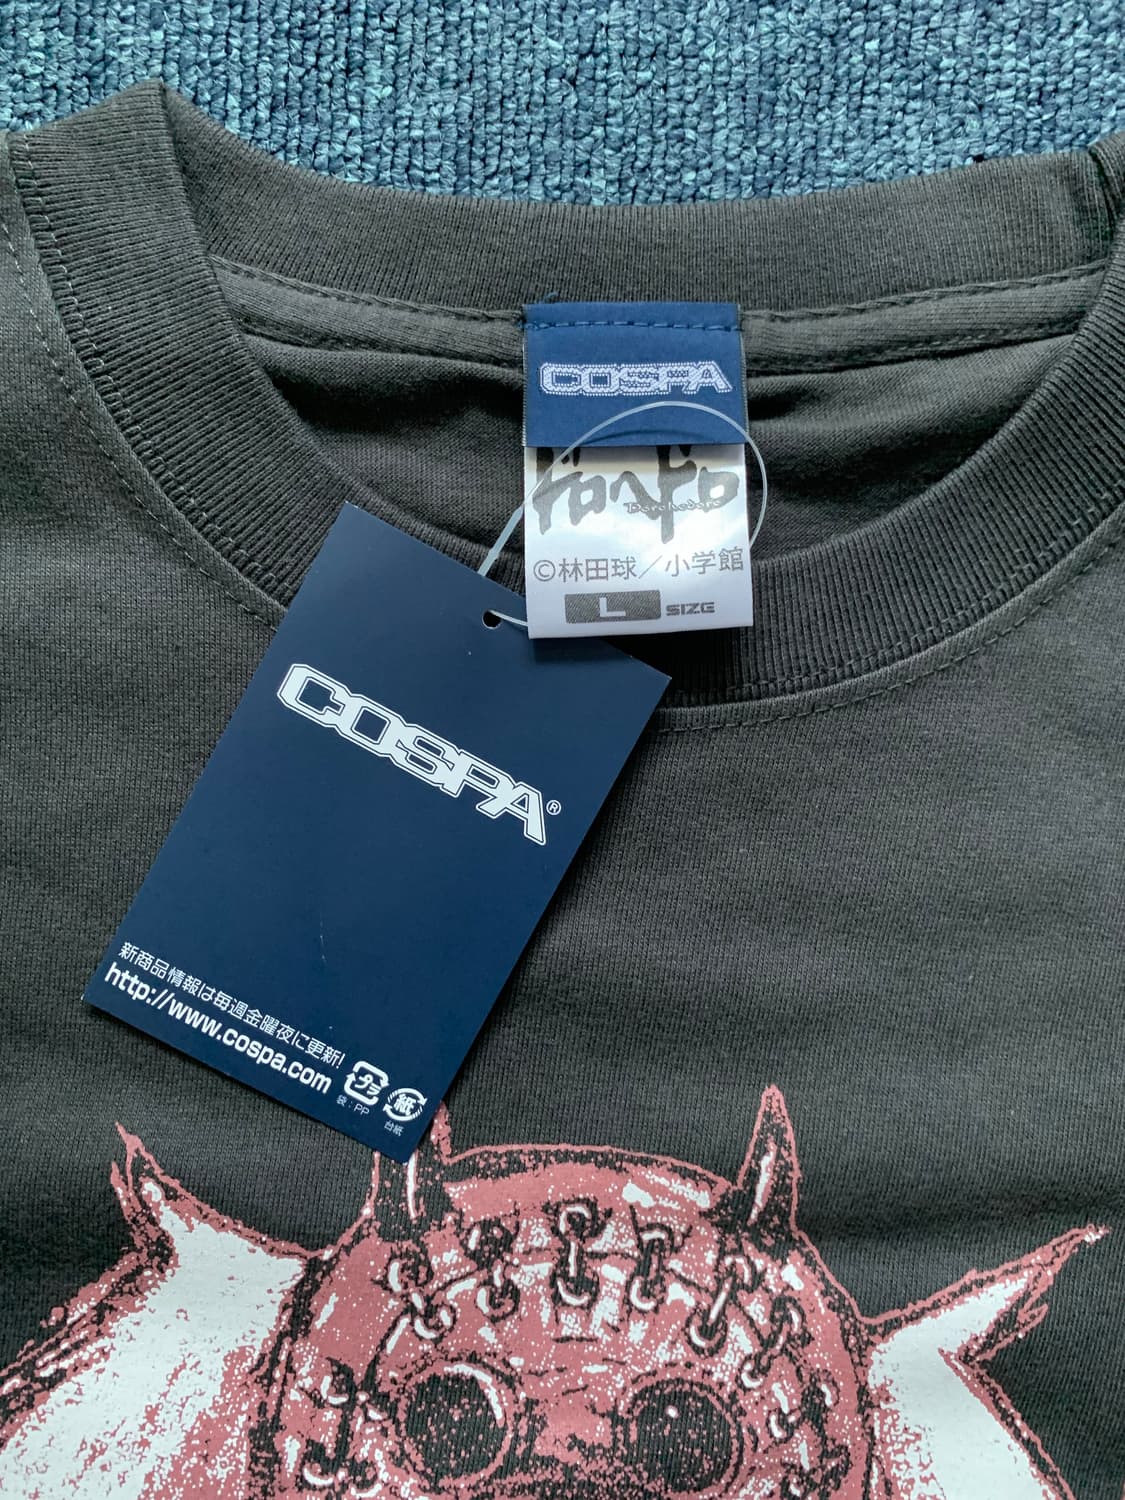 COSPA
ドロヘドロ
Dorohedoro
©林田球／小学館
L SIZE
COSPA®
新商品情報は毎週金曜夜に更新!
http://www.cospa.com
プラ
袋:PP
紙
台紙